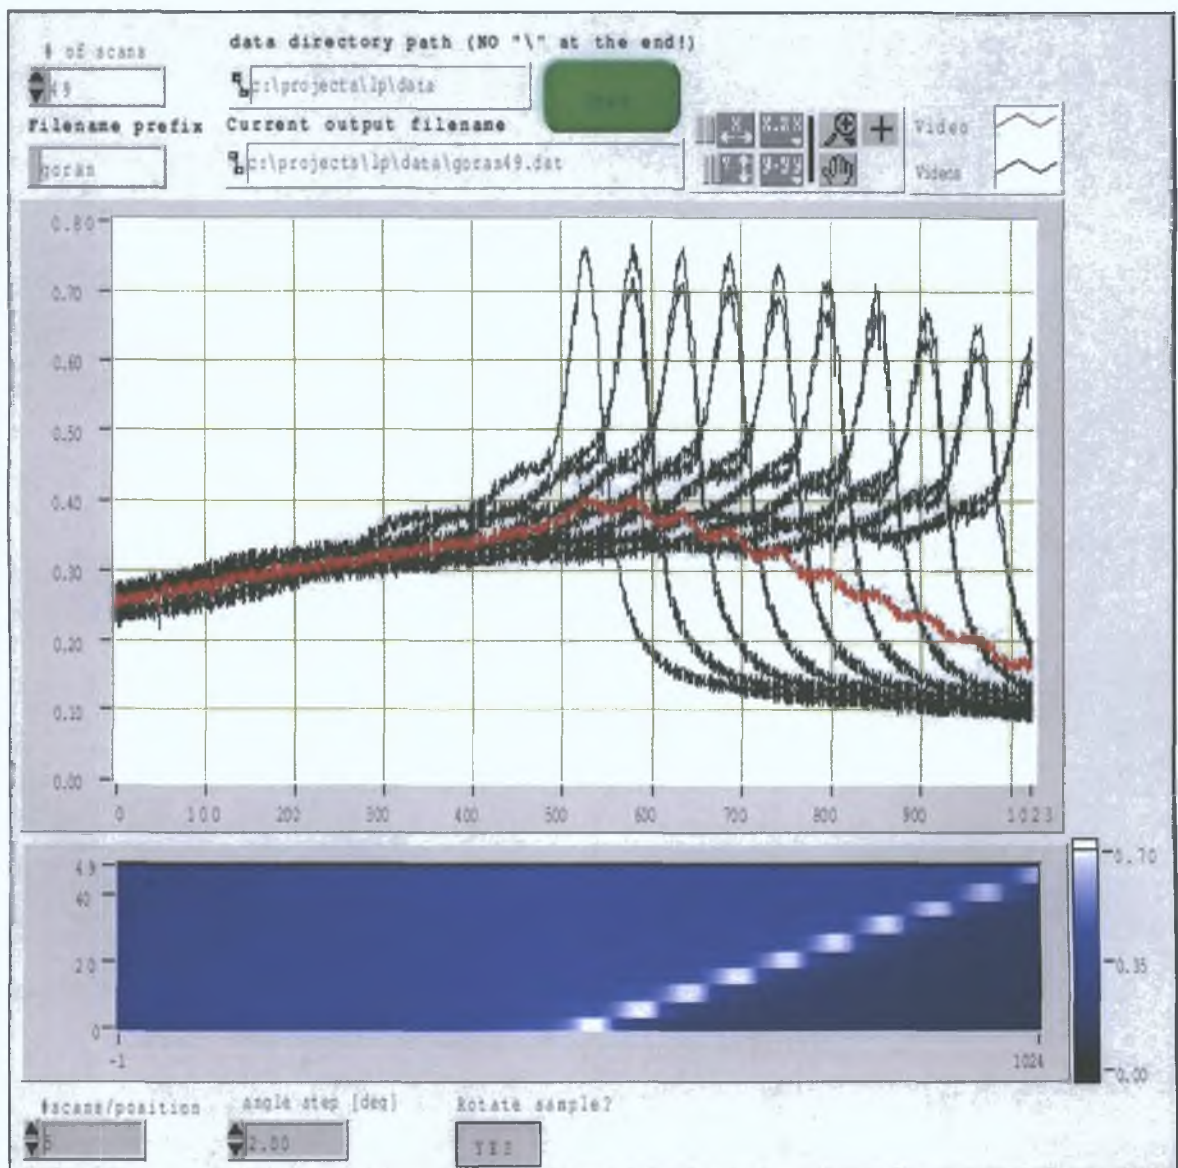 # of scans
data directory path (NO "\" at the end!)
49
c:\projects\lp\data
Filename prefix
Current output filename
goran
c:\projects\lp\data\goran49.dat
Video
Videos
0.80
0.70
0.60
0.50
0.40
0.30
0.20
0.10
0.00
0 100 200 300 400 500 600 700 800 900 1023
49
40
20
0
-1 1024
0.70
0.35
0.00
#scans/position
angle step [deg]
Rotate sample?
5
2.00
YES